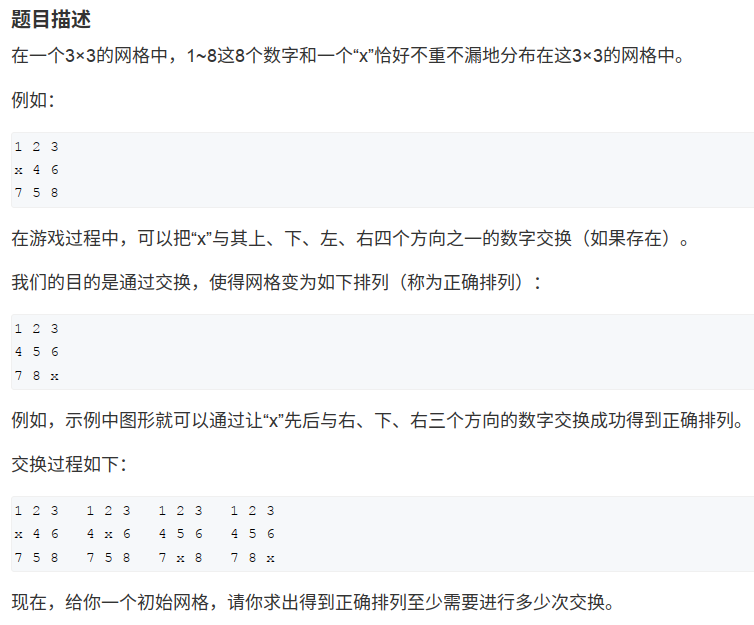 题目描述
在一个3×3的网格中，1~8这8个数字和一个“x”恰好不重不漏地分布在这3×3的网格中。
例如：
1 2 3
x 4 6
7 5 8
在游戏过程中，可以把“x”与其上、下、左、右四个方向之一的数字交换（如果存在）。
我们的目的是通过交换，使得网格变为如下排列（称为正确排列）：
1 2 3
4 5 6
7 8 x
例如，示例中图形就可以通过让“x”先后与右、下、右三个方向的数字交换成功得到正确排列。
交换过程如下：
1 2 3   1 2 3   1 2 3   1 2 3
x 4 6   4 x 6   4 5 6   4 5 6
7 5 8   7 5 8   7 x 8   7 8 x
现在，给你一个初始网格，请你求出得到正确排列至少需要进行多少次交换。